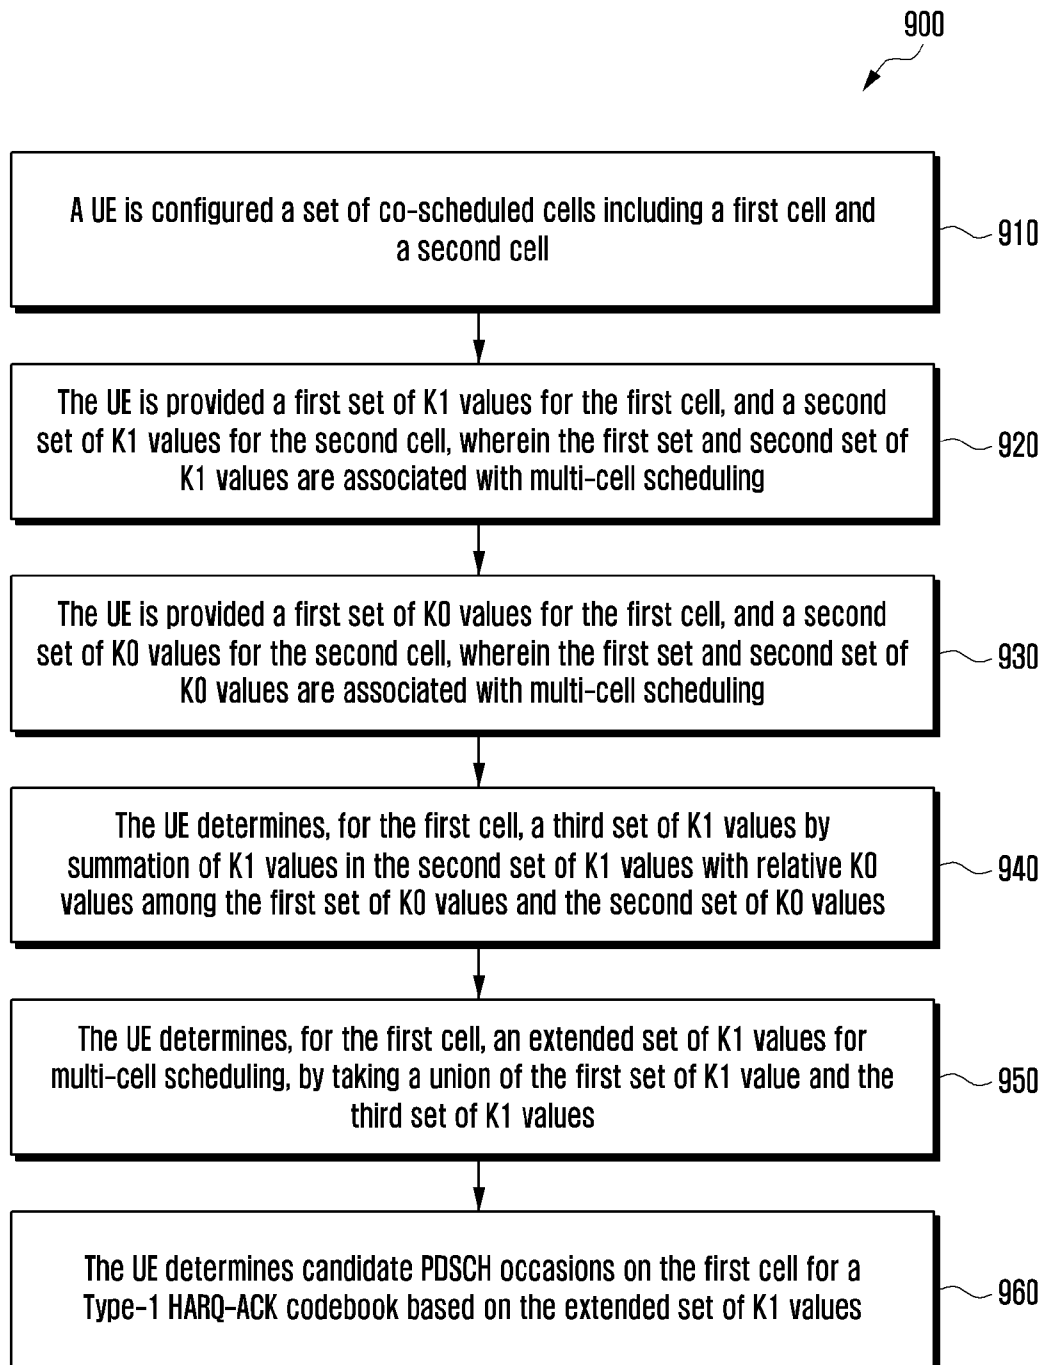 900
A UE is configured a set of co-scheduled cells including a first cell and
a second cell
910
The UE is provided a first set of K1 values for the first cell, and a second
set of K1 values for the second cell, wherein the first set and second set of
K1 values are associated with multi-cell scheduling
920
The UE is provided a first set of K0 values for the first cell, and a second
set of K0 values for the second cell, wherein the first set and second set of
K0 values are associated with multi-cell scheduling
930
The UE determines, for the first cell, a third set of K1 values by
summation of K1 values in the second set of K1 values with relative K0
values among the first set of K0 values and the second set of K0 values
940
The UE determines, for the first cell, an extended set of K1 values for
multi-cell scheduling, by taking a union of the first set of K1 value and the
third set of K1 values
950
The UE determines candidate PDSCH occasions on the first cell for a
Type-1 HARQ-ACK codebook based on the extended set of K1 values
960